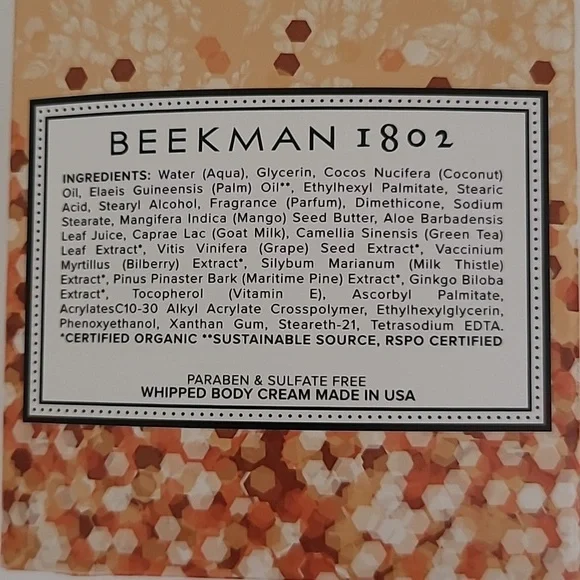 BEEKMAN 1802
INGREDIENTS: Water (Aqua), Glycerin, Cocos Nucifera (Coconut)
Oil, Elaeis Guineensis (Palm) Oil**, Ethylhexyl Palmitate, Stearic
Acid, Stearyl Alcohol, Fragrance (Parfum), Dimethicone, Sodium
Stearate, Mangifera Indica (Mango) Seed Butter, Aloe Barbadensis
Leaf Juice, Caprae Lac (Goat Milk), Camellia Sinensis (Green Tea)
Leaf Extract*, Vitis Vinifera (Grape) Seed Extract*, Vaccinium
Myrtillus (Bilberry) Extract*, Silybum Marianum (Milk Thistle)
Extract*, Pinus Pinaster Bark (Maritime Pine) Extract*, Ginkgo Biloba
Extract*, Tocopherol (Vitamin E), Ascorbyl Palmitate,
AcrylatesC10-30 Alkyl Acrylate Crosspolymer, Ethylhexylglycerin,
Phenoxyethanol, Xanthan Gum, Steareth-21, Tetrasodium EDTA.
*CERTIFIED ORGANIC **SUSTAINABLE SOURCE, RSPO CERTIFIED
PARABEN & SULFATE FREE
WHIPPED BODY CREAM MADE IN USA